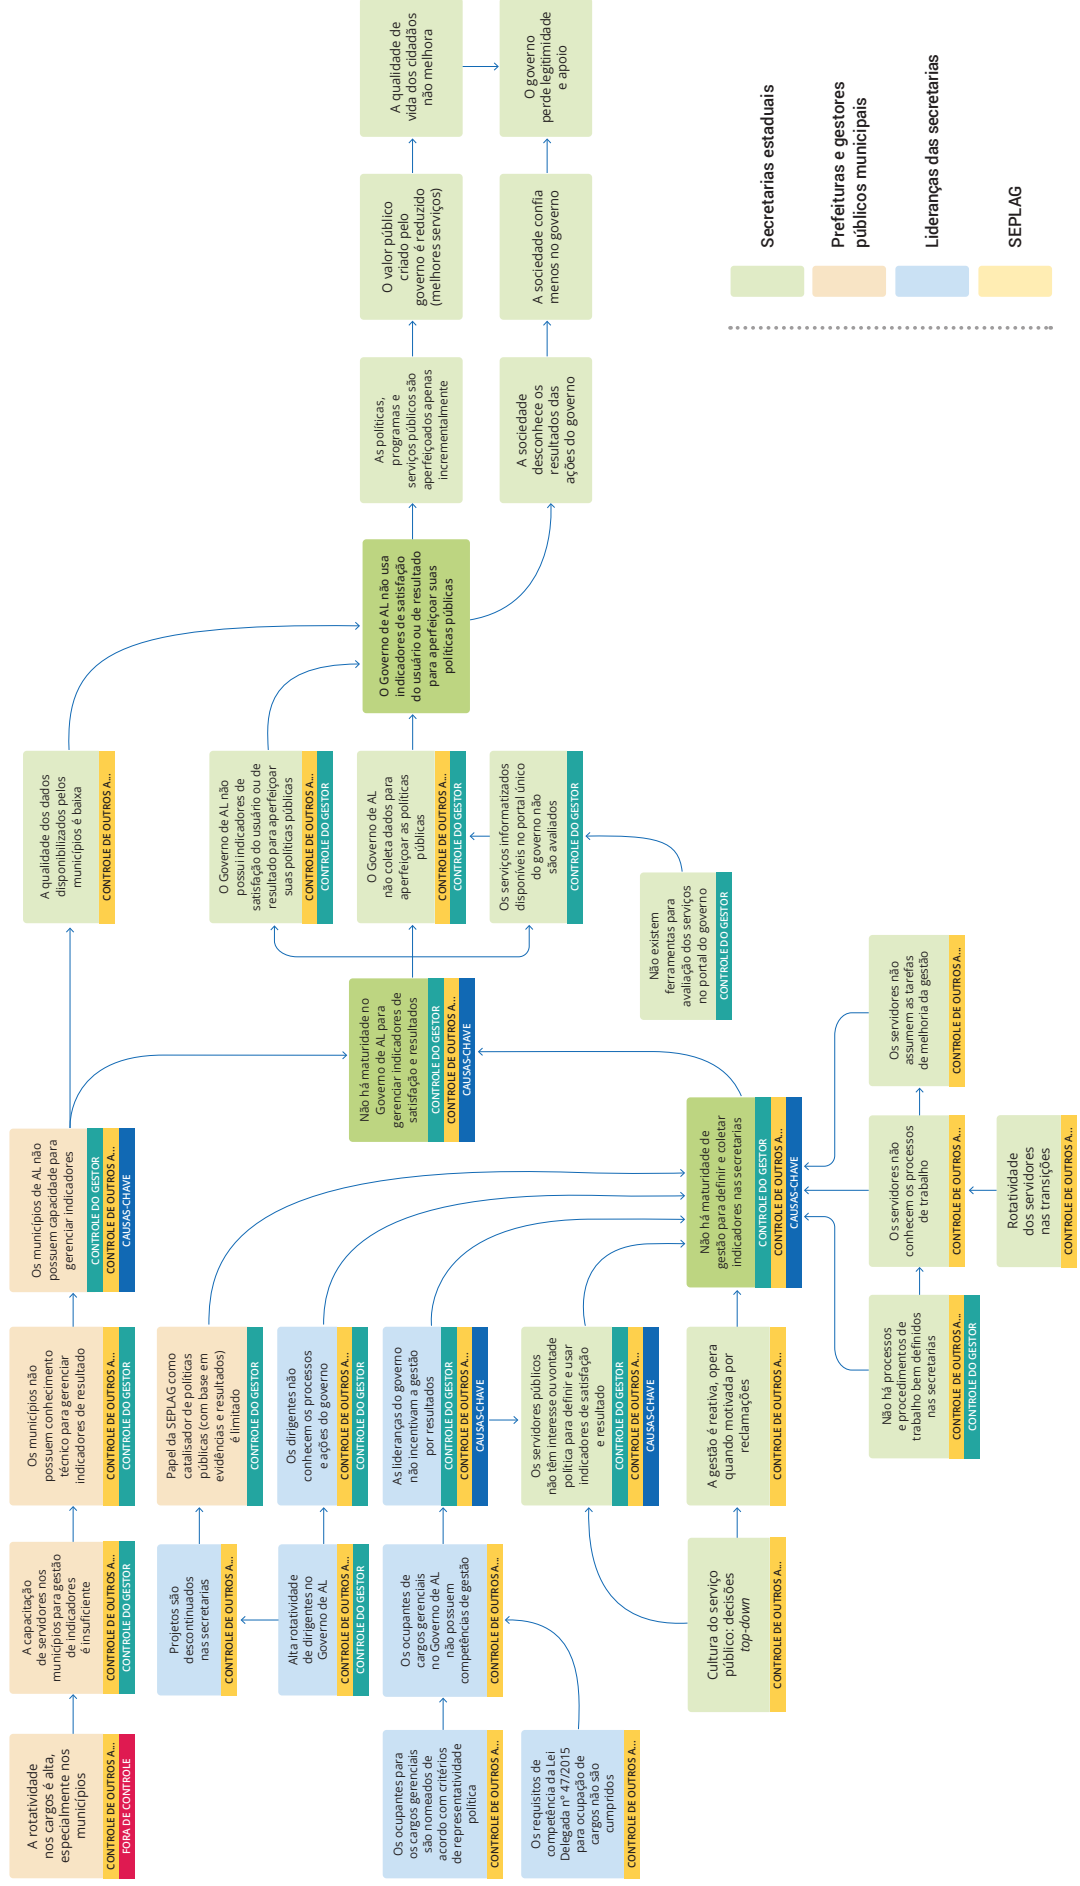 A rotatividade
nos cargos é alta,
especialmente nos
municípios
CONTROLE DE OUTROS A...
FORA DE CONTROLE
A capacitação
de servidores nos
municípios para gestão
de indicadores
é insuficiente
CONTROLE DE OUTROS A...
CONTROLE DO GESTOR
Os municípios não
possuem conhecimento
técnico para gerenciar
indicadores de resultado
CONTROLE DE OUTROS A...
CONTROLE DO GESTOR
Os municípios de AL não
possuem capacidade para
gerenciar indicadores
CONTROLE DO GESTOR
CONTROLE DE OUTROS A...
CAUSAS-CHAVE
A qualidade dos dados
disponibilizados pelos
municípios é baixa
CONTROLE DE OUTROS A...
Projetos são
descontinuados
nas secretarias
CONTROLE DE OUTROS A...
Papel da SEPLAG como
catalisador de políticas
públicas (com base em
evidências e resultados)
é limitado
CONTROLE DO GESTOR
Alta rotatividade
de dirigentes no
Governo de AL
CONTROLE DE OUTROS A...
CONTROLE DO GESTOR
Os dirigentes não
conhecem os processos
e ações do governo
CONTROLE DE OUTROS A...
CONTROLE DO GESTOR
O Governo de AL não
possui indicadores de
satisfação do usuário ou de
resultado para aperfeiçoar
suas políticas públicas
CONTROLE DE OUTROS A...
CONTROLE DO GESTOR
Não há maturidade no
Governo de AL para
gerenciar indicadores de
satisfação e resultados
CONTROLE DO GESTOR
CONTROLE DE OUTROS A...
CAUSAS-CHAVE
O Governo de AL
não coleta dados para
aperfeiçoar as políticas
públicas
CONTROLE DE OUTROS A...
CONTROLE DO GESTOR
O Governo de AL não usa
indicadores de satisfação
do usuário ou de resultado
para aperfeiçoar suas
políticas públicas
As políticas,
programas e
serviços públicos são
aperfeiçoados apenas
incrementalmente
O valor público
criado pelo
governo é reduzido
(melhores serviços)
A qualidade de
vida dos cidadãos
não melhora
Os ocupantes para
os cargos gerenciais
são nomeados de
acordo com critérios
de representatividade
política
CONTROLE DE OUTROS A...
Os ocupantes de
cargos gerenciais
no Governo de AL
não possuem
competências de gestão
CONTROLE DE OUTROS A...
As lideranças do governo
não incentivam a gestão
por resultados
CONTROLE DO GESTOR
CONTROLE DE OUTROS A...
CAUSAS-CHAVE
Os serviços informatizados
disponíveis no portal único
do governo não
são avaliados
CONTROLE DO GESTOR
A sociedade
desconhece os
resultados das
ações do governo
A sociedade confia
menos no governo
O governo
perde legitimidade
e apoio
Os requisitos de
competência da Lei
Delegada nº 47/2015
para ocupação de
cargos não são
cumpridos
CONTROLE DE OUTROS A...
Os servidores públicos
não têm interesse ou vontade
política para definir e usar
indicadores de satisfação
e resultado
CONTROLE DO GESTOR
CONTROLE DE OUTROS A...
CAUSAS-CHAVE
Não existem
ferramentas para
avaliação dos serviços
no portal do governo
CONTROLE DO GESTOR
Cultura do serviço
público: decisões
top-down
CONTROLE DE OUTROS A...
A gestão é reativa, opera
quando motivada por
reclamações
CONTROLE DE OUTROS A...
Não há maturidade de
gestão para definir e coletar
indicadores nas secretarias
CONTROLE DO GESTOR
CONTROLE DE OUTROS A...
CAUSAS-CHAVE
Não há processos
e procedimentos de
trabalho bem definidos
nas secretarias
CONTROLE DE OUTROS A...
CONTROLE DO GESTOR
Os servidores não
conhecem os processos
de trabalho
CONTROLE DE OUTROS A...
Os servidores não
assumem as tarefas
de melhoria da gestão
CONTROLE DE OUTROS A...
Rotatividade
dos servidores
nas transições
CONTROLE DE OUTROS A...
Secretarias estaduais
Prefeituras e gestores
públicos municipais
Lideranças das secretarias
SEPLAG